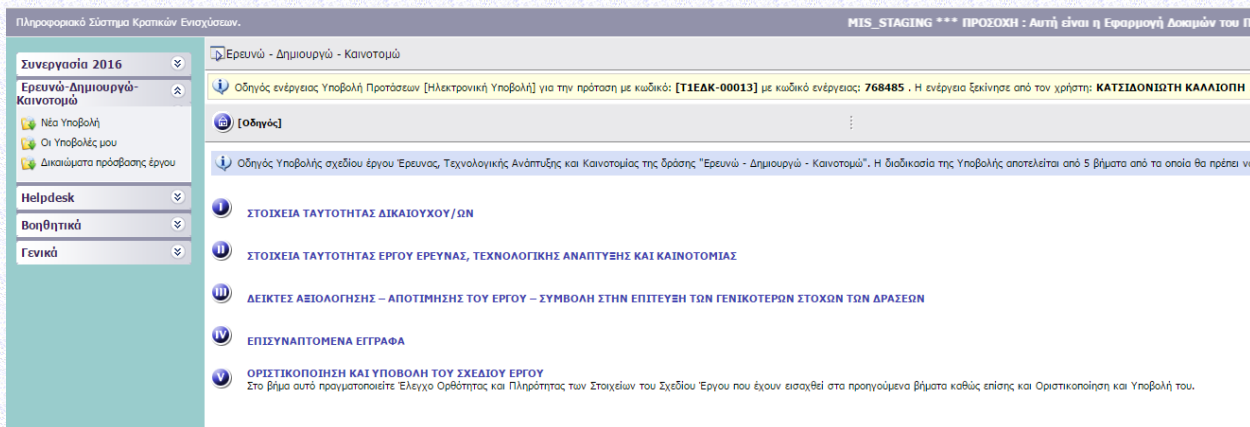 Πληροφοριακό Σύστημα Κρατικών Ενισχύσεων.
MIS_STAGING *** ΠΡΟΣΟΧΗ : Αυτή είναι η Εφαρμογή Δοκιμών του Π
Συνεργασία 2016
Ερευνώ-Δημιουργώ-
Καινοτομώ
Νέα Υποβολή
Οι Υποβολές μου
Δικαιώματα πρόσβασης έργου
Helpdesk
Βοηθητικά
Γενικά
Ερευνώ - Δημιουργώ - Καινοτομώ
Οδηγός ενέργειας Υποβολή Προτάσεων [Ηλεκτρονική Υποβολή] για την πρόταση με κωδικό: [Τ1ΕΔΚ-00013] με κωδικό ενέργειας: 768485 . Η ενέργεια ξεκίνησε από τον χρήστη: ΚΑΤΣΙΔΟΝΙΩΤΗ ΚΑΛΛΙΟΠΗ
[Οδηγός]
Οδηγός Υποβολής σχεδίου έργου Έρευνας, Τεχνολογικής Ανάπτυξης και Καινοτομίας της δράσης "Ερευνώ - Δημιουργώ - Καινοτομώ". Η διαδικασία της Υποβολής αποτελείται από 5 βήματα από τα οποία θα πρέπει να
I ΣΤΟΙΧΕΙΑ ΤΑΥΤΟΤΗΤΑΣ ΔΙΚΑΙΟΥΧΟΥ/ΩΝ
II ΣΤΟΙΧΕΙΑ ΤΑΥΤΟΤΗΤΑΣ ΕΡΓΟΥ ΕΡΕΥΝΑΣ, ΤΕΧΝΟΛΟΓΙΚΗΣ ΑΝΑΠΤΥΞΗΣ ΚΑΙ ΚΑΙΝΟΤΟΜΙΑΣ
III ΔΕΙΚΤΕΣ ΑΞΙΟΛΟΓΗΣΗΣ – ΑΠΟΤΙΜΗΣΗΣ ΤΟΥ ΕΡΓΟΥ – ΣΥΜΒΟΛΗ ΣΤΗΝ ΕΠΙΤΕΥΞΗ ΤΩΝ ΓΕΝΙΚΟΤΕΡΩΝ ΣΤΟΧΩΝ ΤΩΝ ΔΡΑΣΕΩΝ
IV ΕΠΙΣΥΝΑΠΤΟΜΕΝΑ ΕΓΓΡΑΦΑ
V ΟΡΙΣΤΙΚΟΠΟΙΗΣΗ ΚΑΙ ΥΠΟΒΟΛΗ ΤΟΥ ΣΧΕΔΙΟΥ ΕΡΓΟΥ
Στο βήμα αυτό πραγματοποιείτε Έλεγχο Ορθότητας και Πληρότητας των Στοιχείων του Σχεδίου Έργου που έχουν εισαχθεί στα προηγούμενα βήματα καθώς επίσης και Οριστικοποίηση και Υποβολή του.